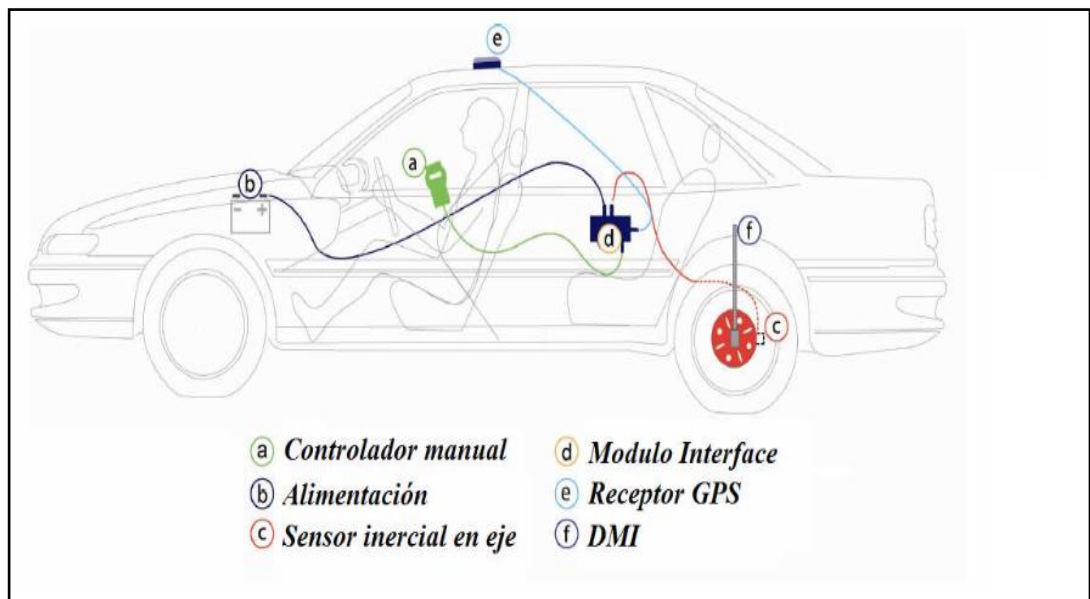 e
a
b
- +
d
f
c
a Controlador manual
b Alimentación
c Sensor inercial en eje
d Modulo Interface
e Receptor GPS
f DMI